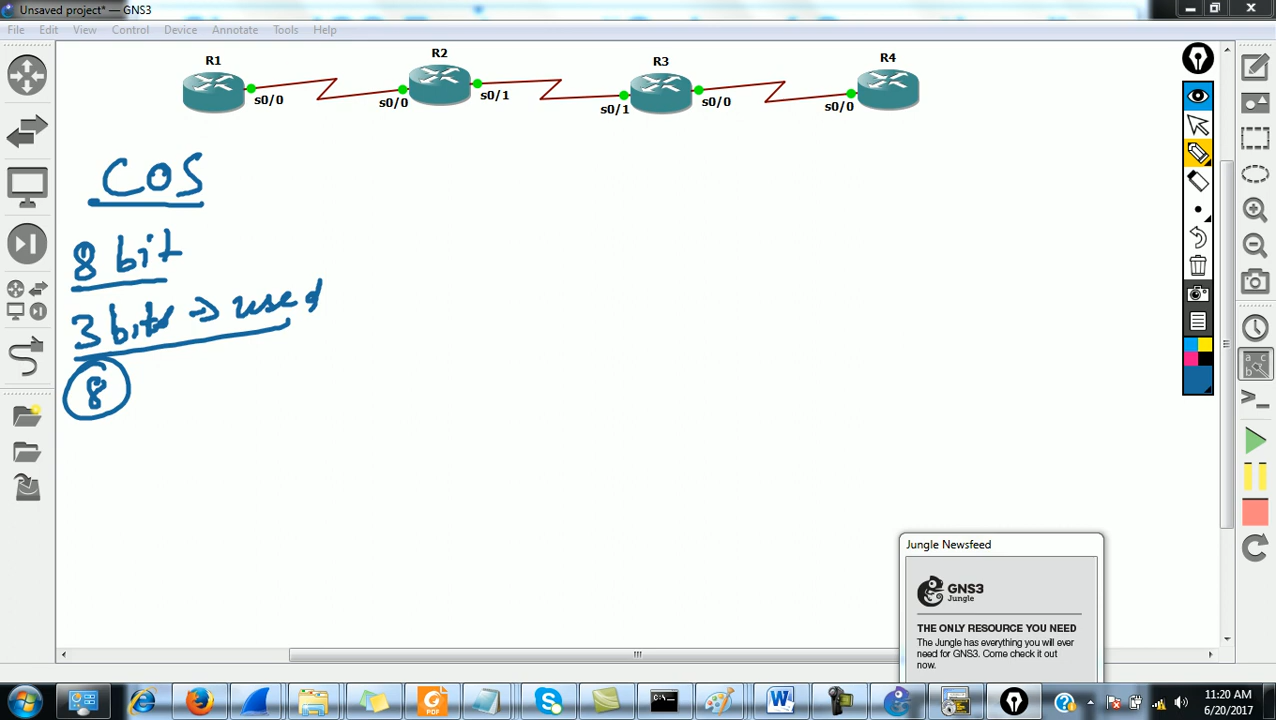 Unsaved project* — GNS3
File Edit View Control Device Annotate Tools Help
R1 R2 R3 R4
s0/0 s0/0 s0/1 s0/1 s0/0 s0/0
COS
8 bit
3 bits → used
8
Jungle Newsfeed
GNS3
Jungle
THE ONLY RESOURCE YOU NEED
The Jungle has everything you will ever
need for GNS3. Come check it out
now.
11:20 AM
6/20/2017